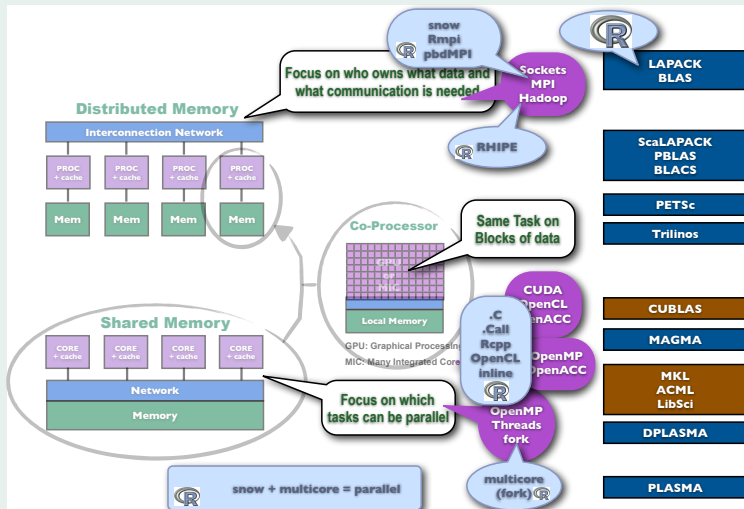 snow
Rmpi
pbdMPI
R
R
Focus on who owns what data and
what communication is needed
Sockets
MPI
Hadoop
LAPACK
BLAS
Distributed Memory
Interconnection Network
PROC
+ cache
PROC
+ cache
PROC
+ cache
PROC
+ cache
Mem
Mem
Mem
Mem
R RHIPE
ScaLAPACK
PBLAS
BLACS
PETSc
Trilinos
Co-Processor
GPU
or
MIC
Local Memory
GPU: Graphical Processing
MIC: Many Integrated Core
Same Task on
Blocks of data
CUDA
OpenCL
OpenACC
.C
.Call
Rcpp
OpenCL
inline
R
OpenMP
OpenACC
CUBLAS
MAGMA
MKL
ACML
LibSci
DPLASMA
PLASMA
Shared Memory
CORE
+ cache
CORE
+ cache
CORE
+ cache
CORE
+ cache
Network
Memory
Focus on which
tasks can be parallel
OpenMP
Threads
fork
multicore
(fork) R
R snow + multicore = parallel